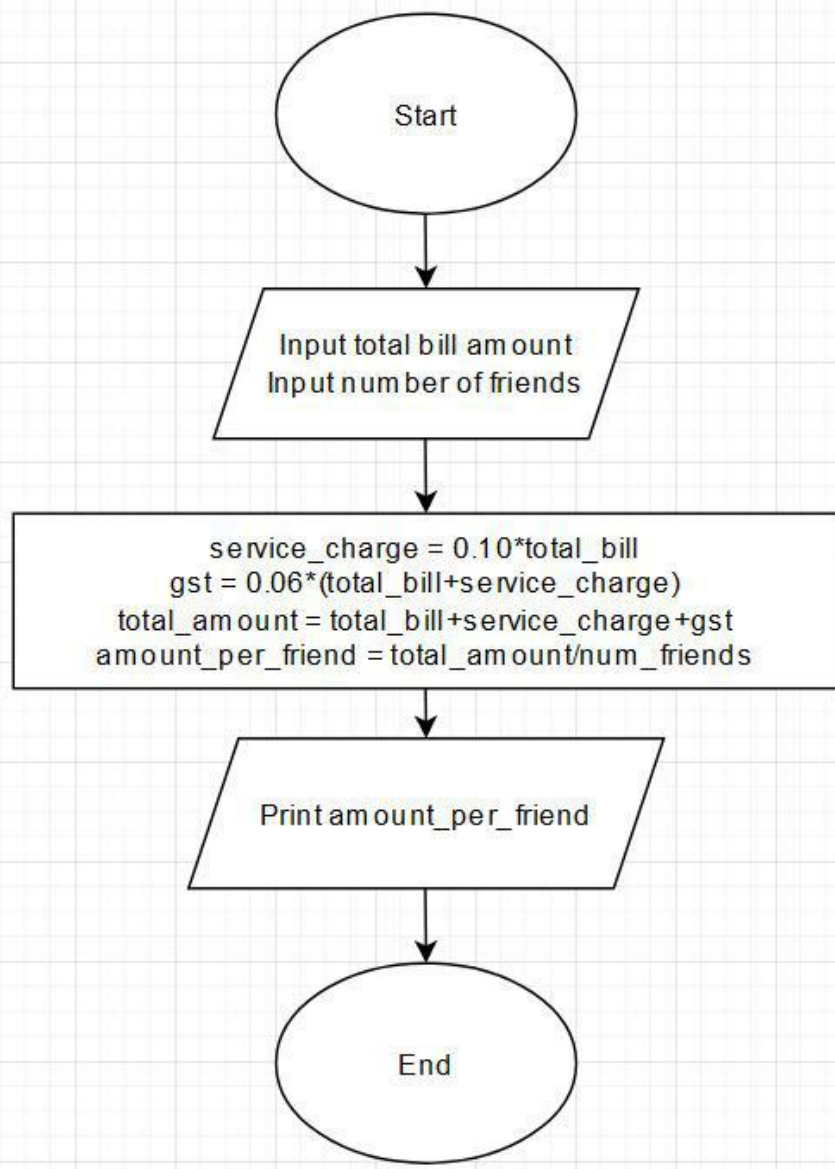 Start
Input total bill amount
Input number of friends
service_charge = 0.10*total_bill
gst = 0.06*(total_bill+service_charge)
total_amount = total_bill+service_charge+gst
amount_per_friend = total_amount/num_friends
Print amount_per_friend
End